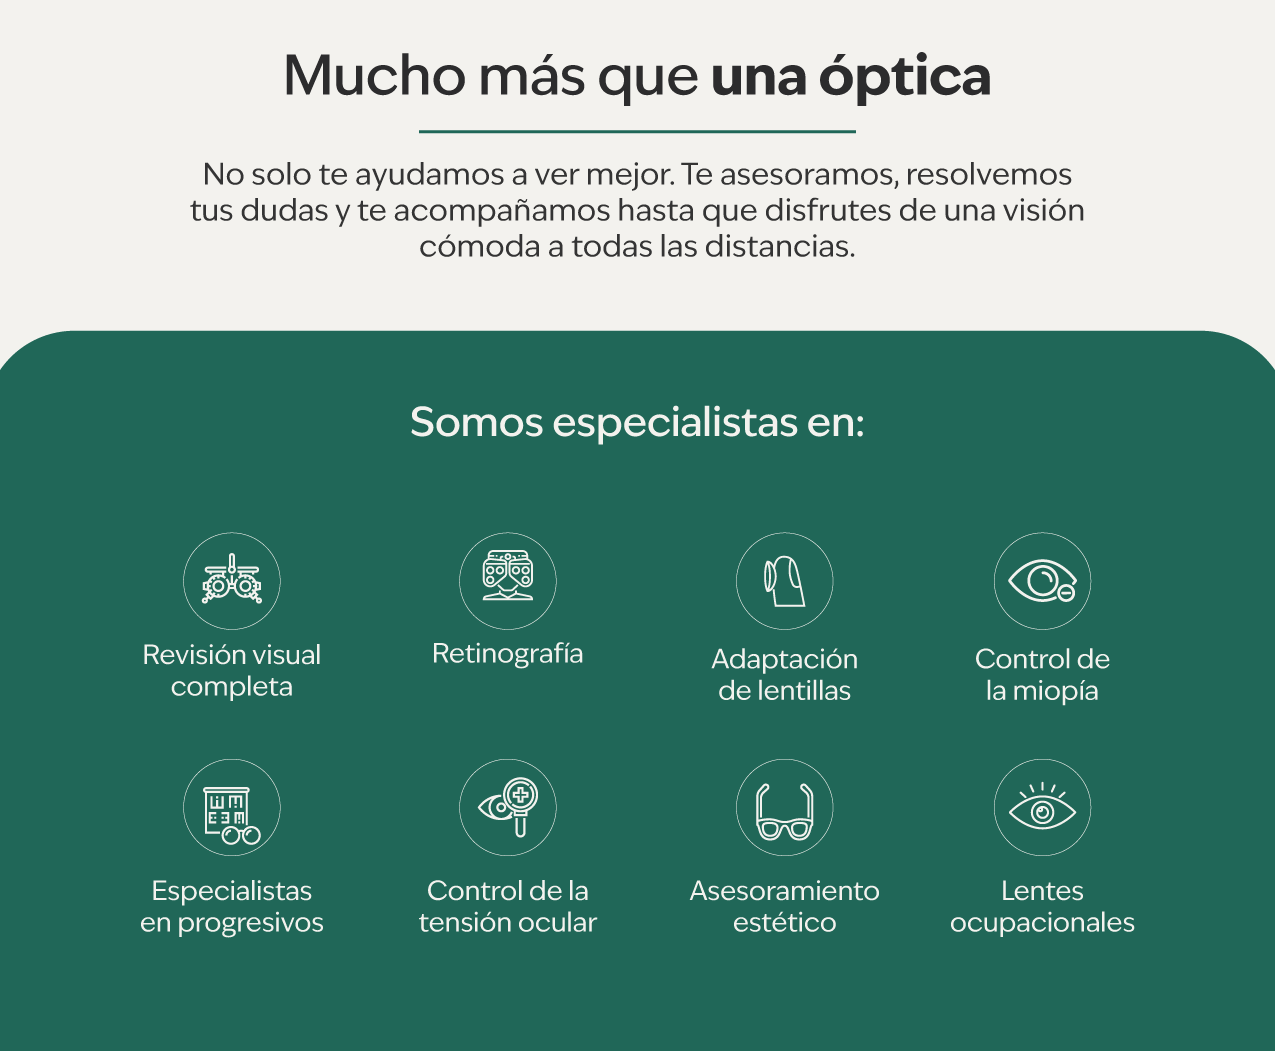 Mucho más que una óptica
No solo te ayudamos a ver mejor. Te asesoramos, resolvemos
tus dudas y te acompañamos hasta que disfrutes de una visión
cómoda a todas las distancias.
Somos especialistas en:
Revisión visual
completa
Retinografía
Adaptación
de lentillas
Control de
la miopía
Especialistas
en progresivos
Control de la
tensión ocular
Asesoramiento
estético
Lentes
ocupacionales